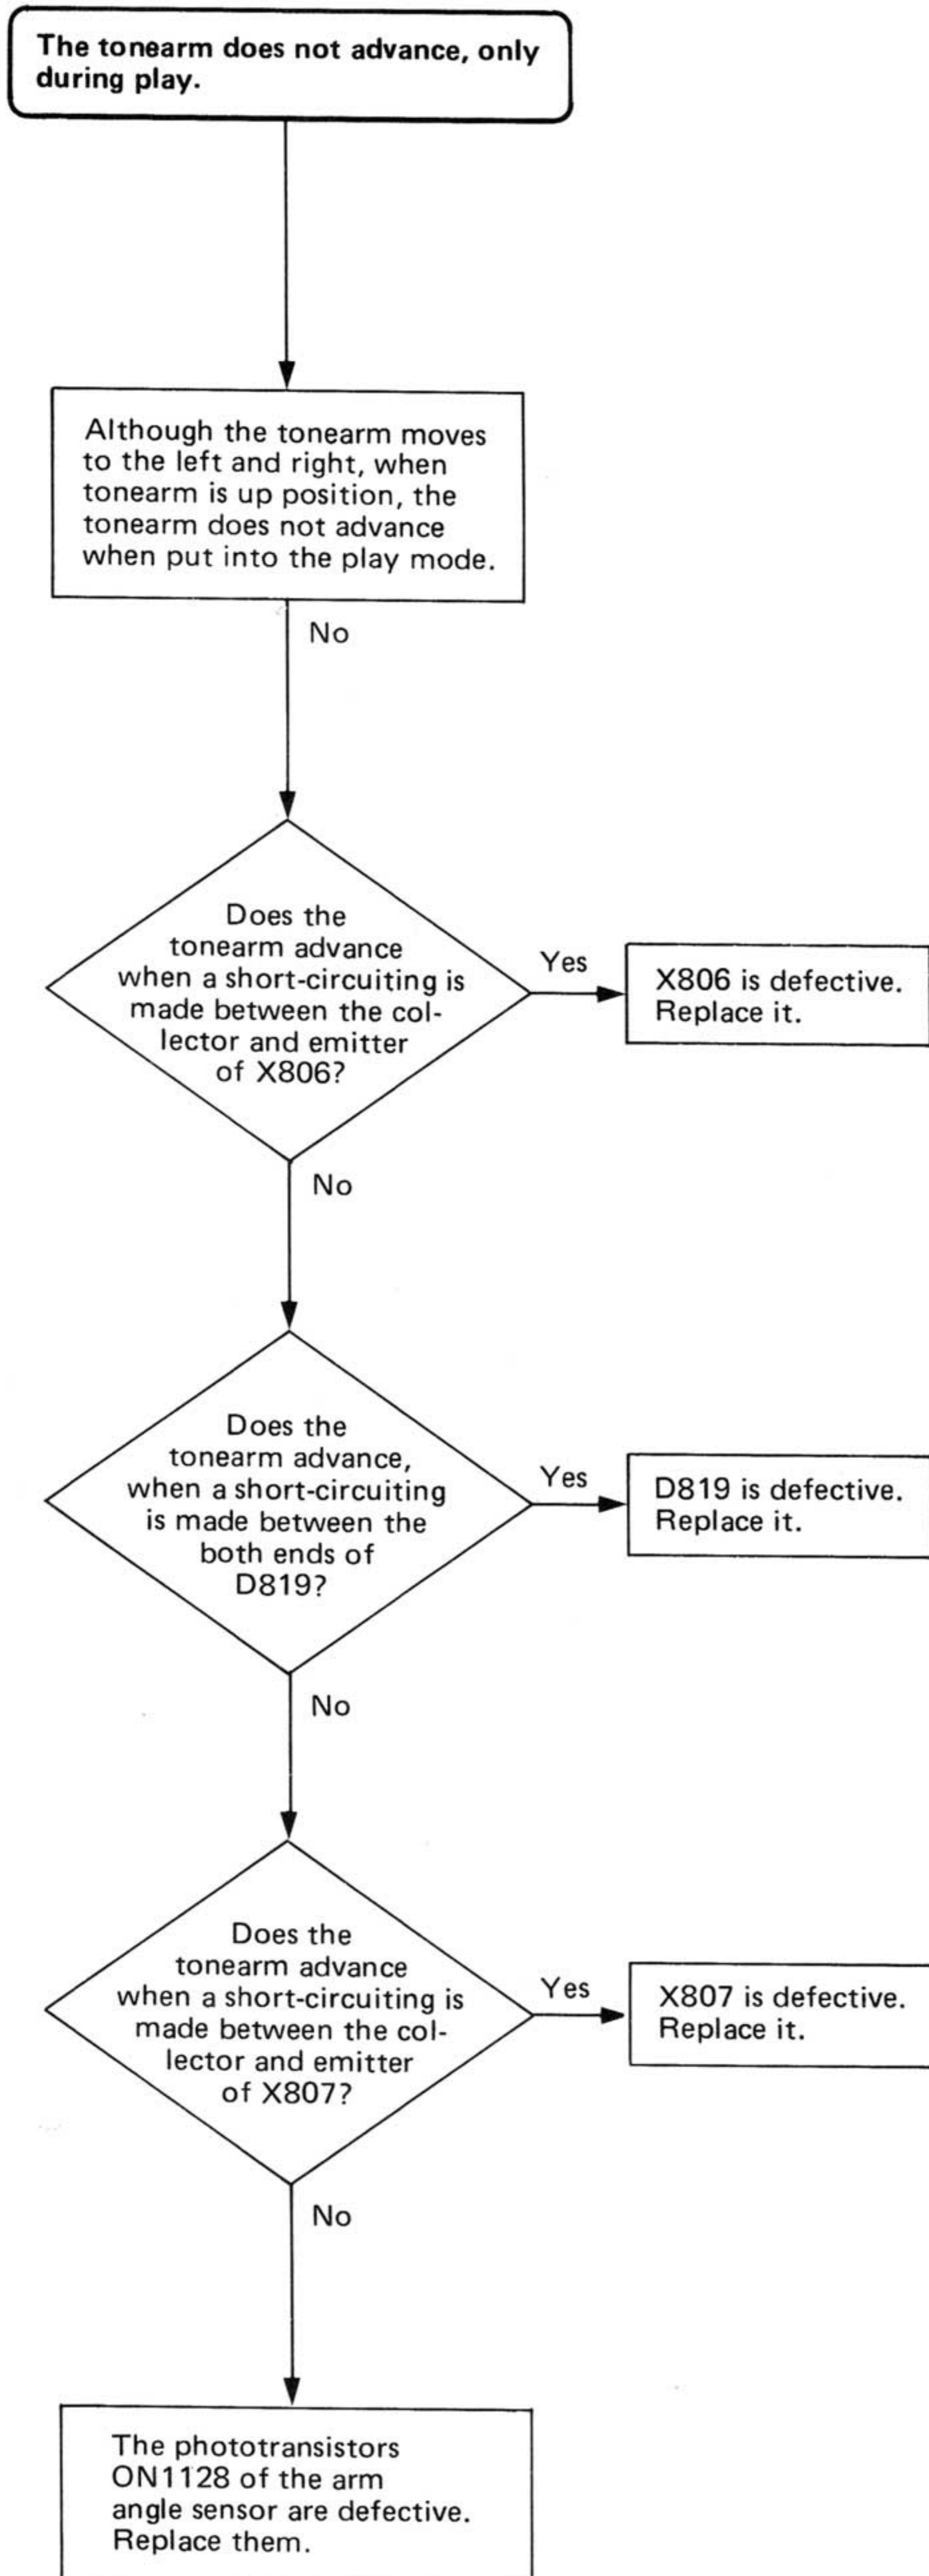 The tonearm does not advance, only
during play.
Although the tonearm moves
to the left and right, when
tonearm is up position, the
tonearm does not advance
when put into the play mode.
No
Does the
tonearm advance
when a short-circuiting is
made between the col-
lector and emitter
of X806?
Yes
X806 is defective.
Replace it.
No
Does the
tonearm advance,
when a short-circuiting
is made between the
both ends of
D819?
Yes
D819 is defective.
Replace it.
No
Does the
tonearm advance
when a short-circuiting is
made between the col-
lector and emitter
of X807?
Yes
X807 is defective.
Replace it.
No
The phototransistors
ON1128 of the arm
angle sensor are defective.
Replace them.